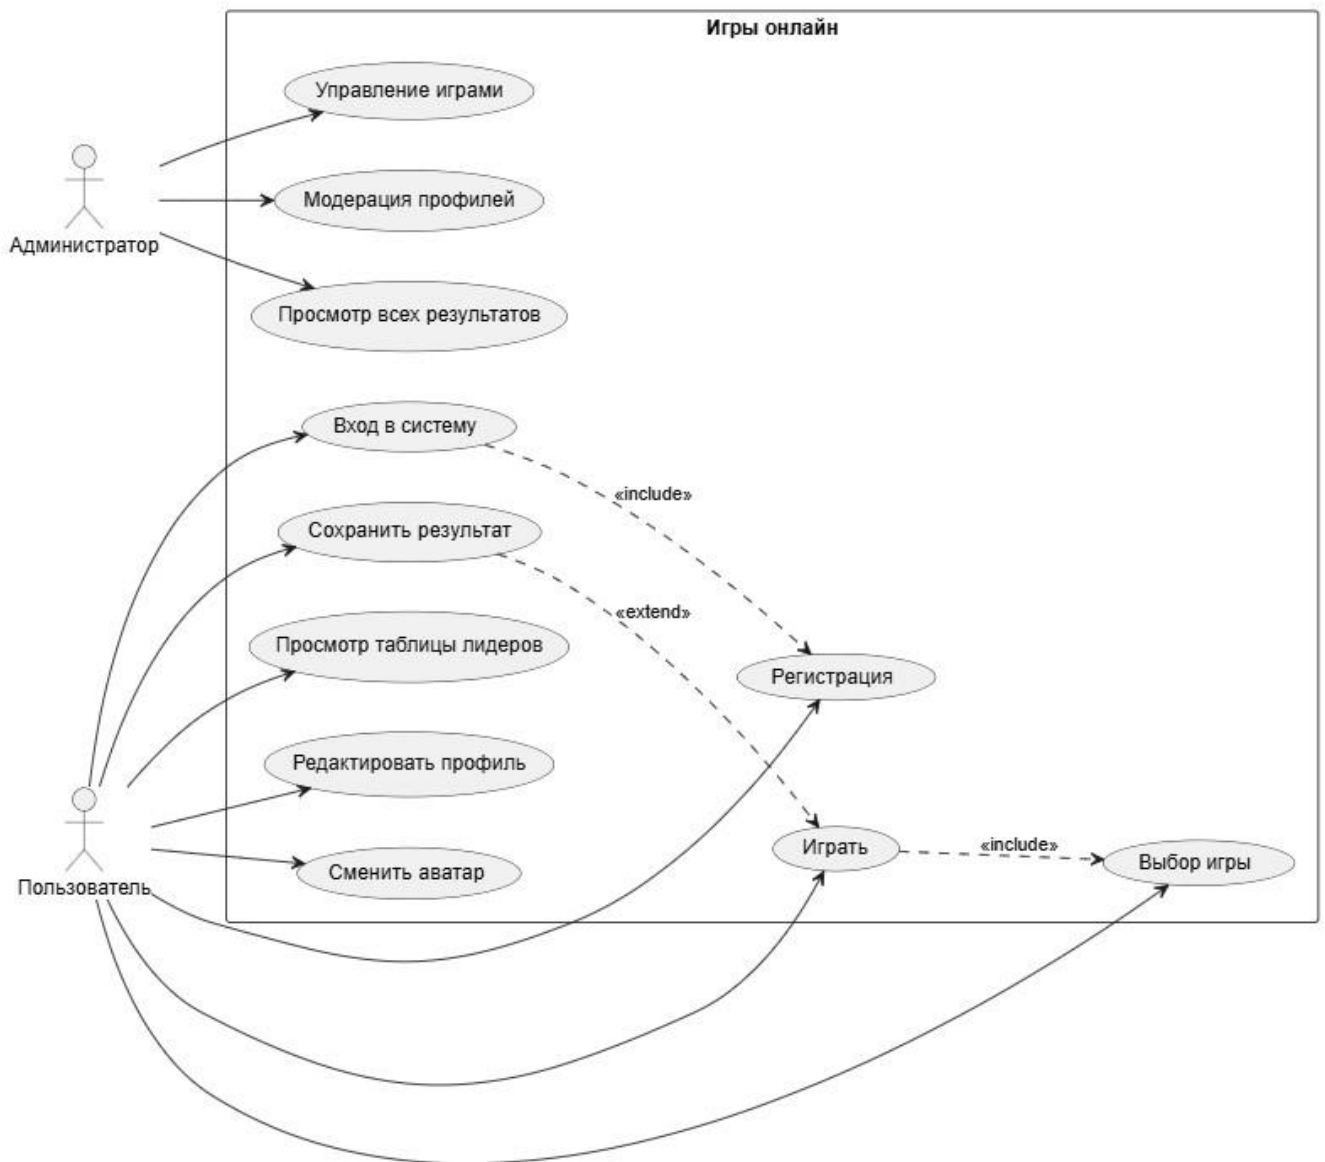 Игры онлайн
Управление играми
Модерация профилей
Администратор
Просмотр всех результатов
Вход в систему
«include»
Сохранить результат
«extend»
Просмотр таблицы лидеров
Регистрация
Редактировать профиль
Играть
«include»
Выбор игры
Сменить аватар
Пользователь